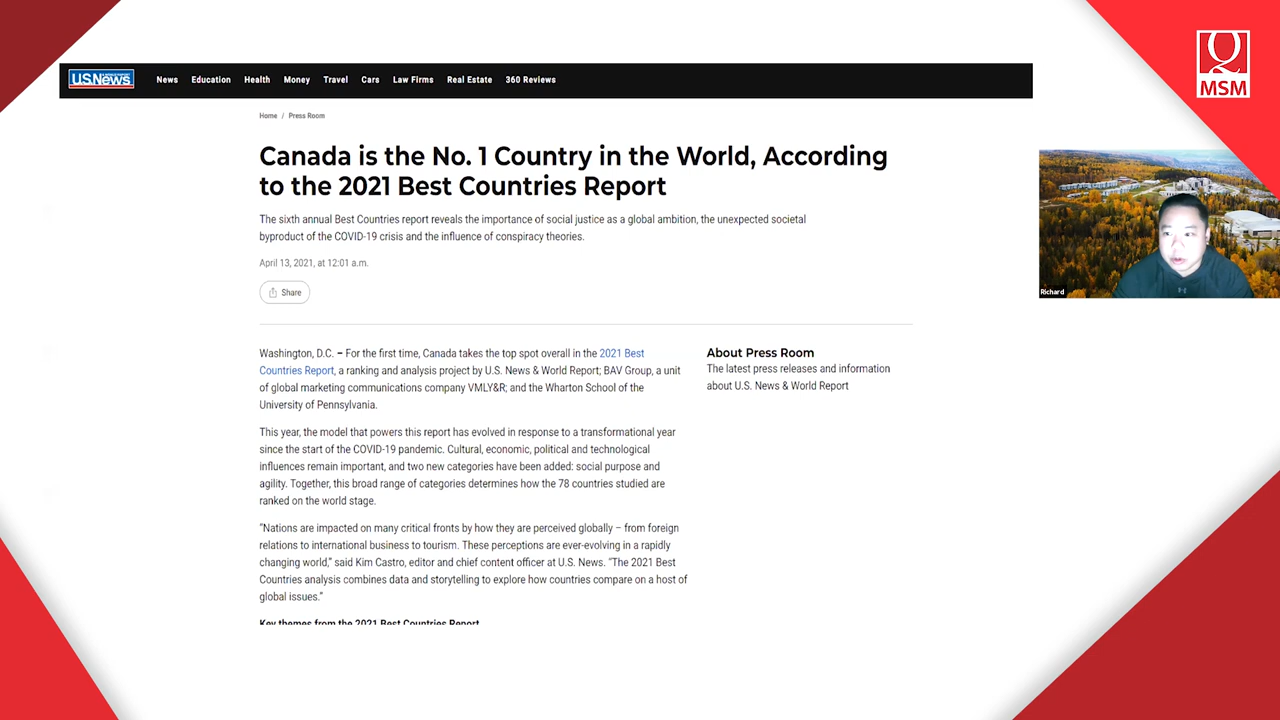 U.S.News
News Education Health Money Travel Cars Law Firms Real Estate 360 Reviews
Q
MSM
Home / Press Room
Canada is the No. 1 Country in the World, According
to the 2021 Best Countries Report
The sixth annual Best Countries report reveals the importance of social justice as a global ambition, the unexpected societal
byproduct of the COVID-19 crisis and the influence of conspiracy theories.
April 13, 2021, at 12:01 a.m.
Share
Richard
Washington, D.C. – For the first time, Canada takes the top spot overall in the 2021 Best
Countries Report, a ranking and analysis project by U.S. News & World Report; BAV Group, a unit
of global marketing communications company VMLY&R; and the Wharton School of the
University of Pennsylvania.
This year, the model that powers this report has evolved in response to a transformational year
since the start of the COVID-19 pandemic. Cultural, economic, political and technological
influences remain important, and two new categories have been added: social purpose and
agility. Together, this broad range of categories determines how the 78 countries studied are
ranked on the world stage.
“Nations are impacted on many critical fronts by how they are perceived globally – from foreign
relations to international business to tourism. These perceptions are ever-evolving in a rapidly
changing world,” said Kim Castro, editor and chief content officer at U.S. News. “The 2021 Best
Countries analysis combines data and storytelling to explore how countries compare on a host of
global issues.”
Key themes from the 2021 Best Countries Report
About Press Room
The latest press releases and information
about U.S. News & World Report